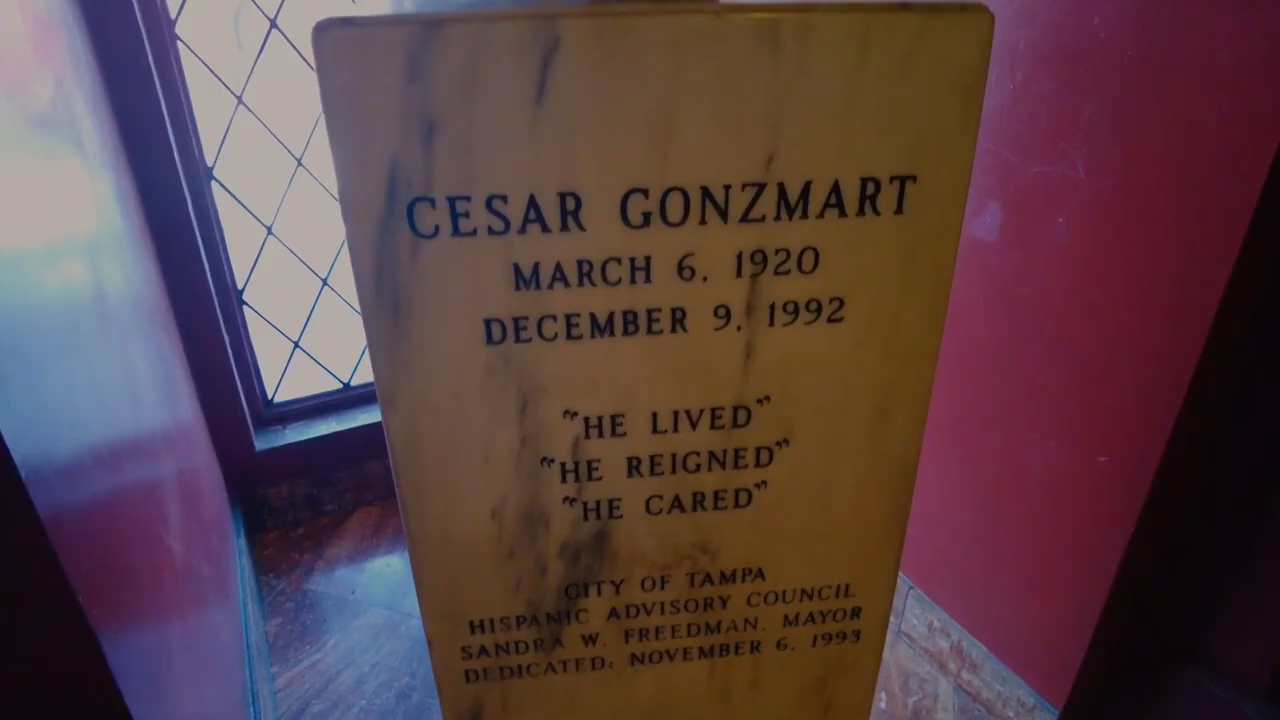 CESAR GONZMART
MARCH 6, 1920
DECEMBER 9, 1992
"HE LIVED"
"HE REIGNED"
"HE CARED"
CITY OF TAMPA
HISPANIC ADVISORY COUNCIL
SANDRA W. FREEDMAN, MAYOR
DEDICATED: NOVEMBER 6, 1993